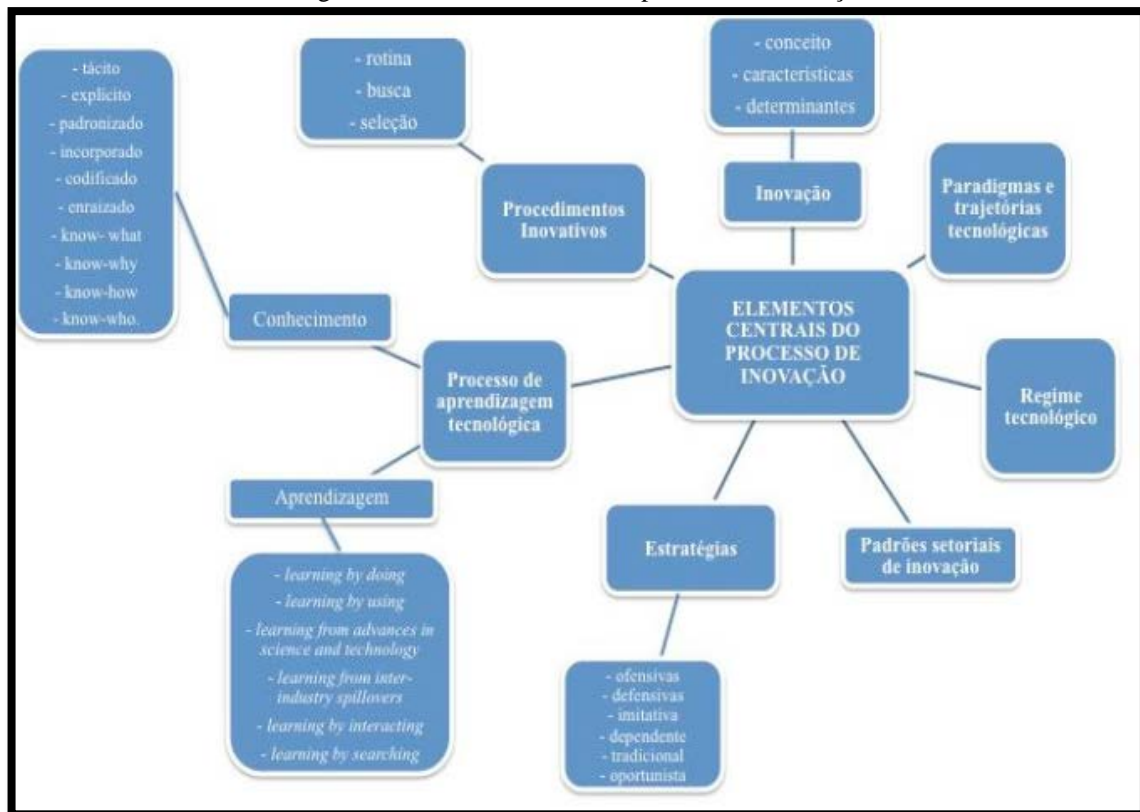 - tácito
- explícito
- padronizado
- incorporado
- codificado
- enraizado
- know- what
- know-why
- know-how
- know-who.
- rotina
- busca
- seleção
- conceito
- características
- determinantes
Procedimentos
Inovativos
Inovação
Paradigmas e
trajetórias
tecnológicas
Conhecimento
ELEMENTOS
CENTRAIS DO
PROCESSO DE
INOVAÇÃO
Processo de
aprendizagem
tecnológica
Regime
tecnológico
Aprendizagem
Estratégias
Padrões setoriais
de inovação
- learning by doing
- learning by using
- learning from advances in
science and technology
- learning from inter-
industry spillovers
- learning by interacting
- learning by searching
- ofensivas
- defensivas
- imitativa
- dependente
- tradicional
- oportunista